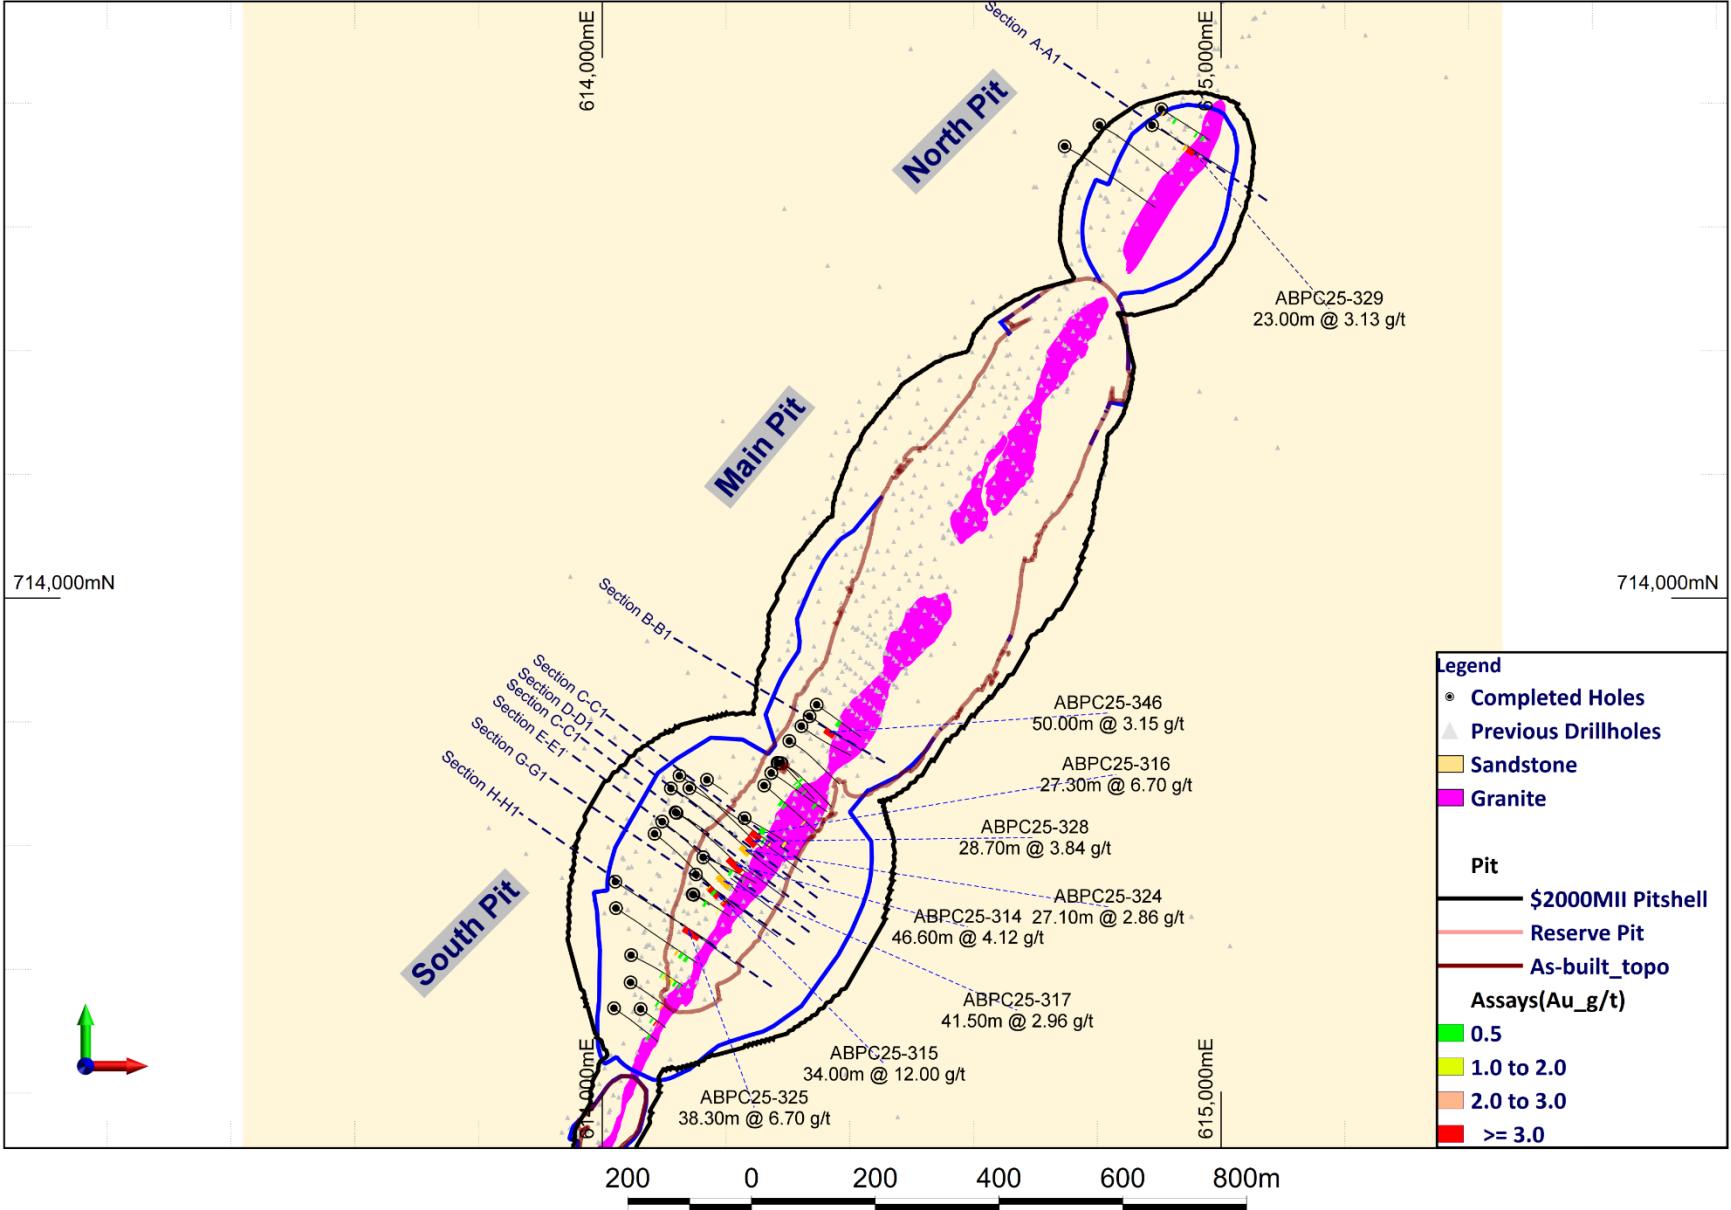 Section A-A1
614,000mE
615,000mE
North Pit
ABPC25-329
23.00m @ 3.13 g/t
Main Pit
714,000mN
714,000mN
Section B-B1
Section C-C1
Section D-D1
Section C-C1
Section E-E1
Section G-G1
Section H-H1
ABPC25-346
50.00m @ 3.15 g/t
ABPC25-316
27.30m @ 6.70 g/t
ABPC25-328
28.70m @ 3.84 g/t
ABPC25-324
27.10m @ 2.86 g/t
ABPC25-314
46.60m @ 4.12 g/t
South Pit
ABPC25-317
41.50m @ 2.96 g/t
ABPC25-315
34.00m @ 12.00 g/t
ABPC25-325
38.30m @ 6.70 g/t
614,000mE
615,000mE
Legend
Completed Holes
Previous Drillholes
Sandstone
Granite
Pit
$2000MII Pitshell
Reserve Pit
As-built_topo
Assays(Au_g/t)
0.5
1.0 to 2.0
2.0 to 3.0
>= 3.0
200 0 200 400 600 800m